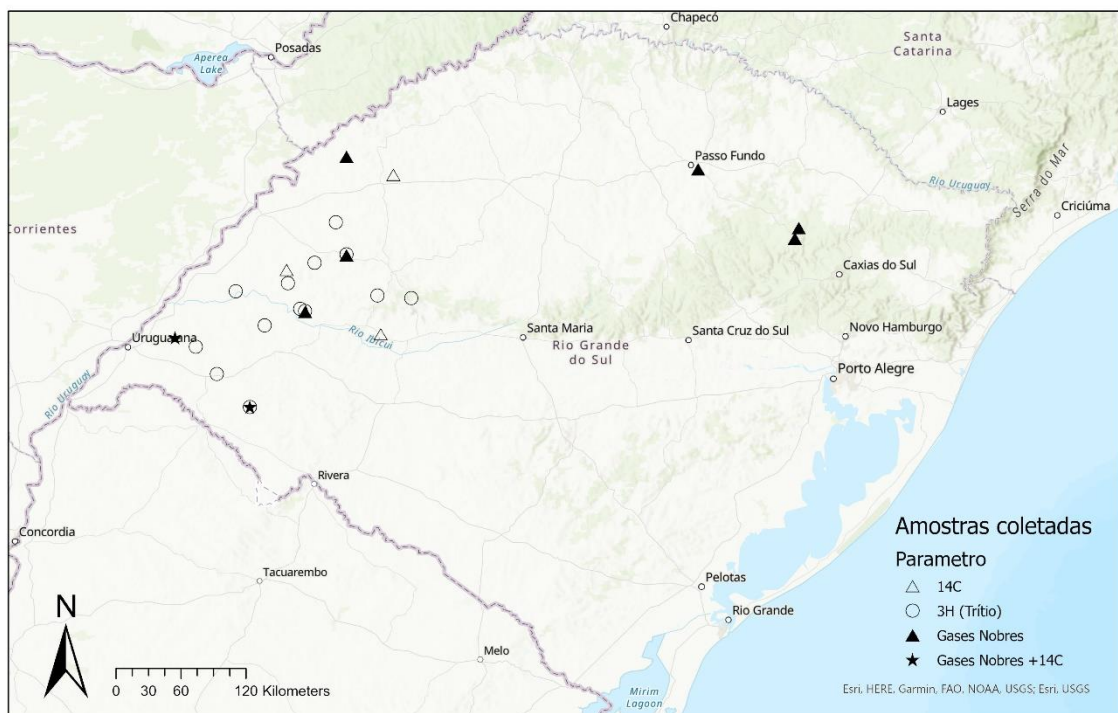 Chapecó
Santa
Catarina
Posadas
Aperea
Lake
Lages
Passo Fundo
Rio Uruguai
Serra do Mar
Criciúma
Corrientes
Caxias do Sul
Uruguaiana
Rio Ibicuí
Santa Maria
Santa Cruz do Sul
Novo Hamburgo
Rio Grande
do Sul
Porto Alegre
Rio Uruguai
Rivera
Concordia
Tacuarembo
Pelotas
Rio Grande
Melo
Mirim
Lagoon
N
0 30 60 120 Kilometers
Amostras coletadas
Parametro
14C
3H (Trítio)
Gases Nobres
Gases Nobres +14C
Esri, HERE, Garmin, FAO, NOAA, USGS; Esri, USGS